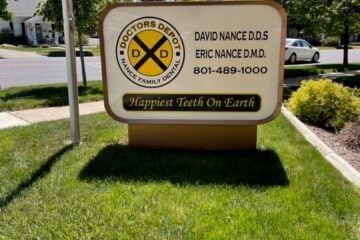 DOCTORS DEPOT
D D
NANCE FAMILY DENTAL
DAVID NANCE D.D.S
ERIC NANCE D.M.D.
801-489-1000
Happiest Teeth On Earth